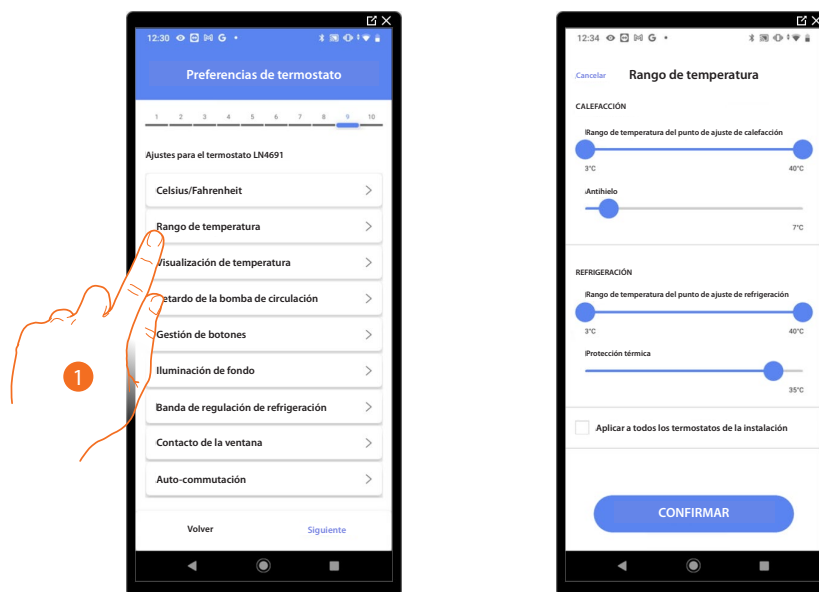 12:30
Preferencias de termostato
1 2 3 4 5 6 7 8 9 10
Ajustes para el termostato LN4691
Celsius/Fahrenheit
Rango de temperatura
Visualización de temperatura
Retardo de la bomba de circulación
Gestión de botones
Iluminación de fondo
Banda de regulación de refrigeración
Contacto de la ventana
Auto-commutación
Volver
Siguiente
1
12:34
Cancelar
Rango de temperatura
CALEFACCIÓN
Rango de temperatura del punto de ajuste de calefacción
3°C 40°C
Antihielo
7°C
REFRIGERACIÓN
Rango de temperatura del punto de ajuste de refrigeración
3°C 40°C
Protección térmica
35°C
Aplicar a todos los termostatos de la instalación
CONFIRMAR